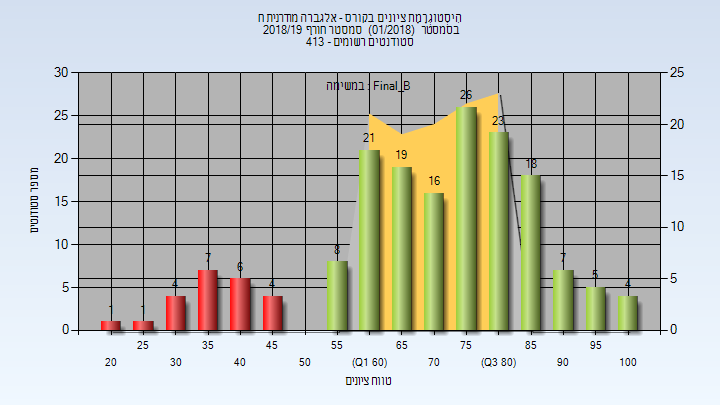 היסטוגרמת ציונים בקורס - אלגברה מודרנית ח
בסמסטר (01/2018) סמסטר חורף 2018/19
סטודנטים רשומים - 413
במשימה : Final_B
מספר סטודנטים
30 25 20 15 10 5 0
25 20 15 10 5 0
1 1 4 7 6 4 8 21 19 16 26 23 18 7 5 4
25 35 45 55 65 75 85 95
20 30 40 50 (Q1 60) 70 (Q3 80) 90 100
טווח ציונים